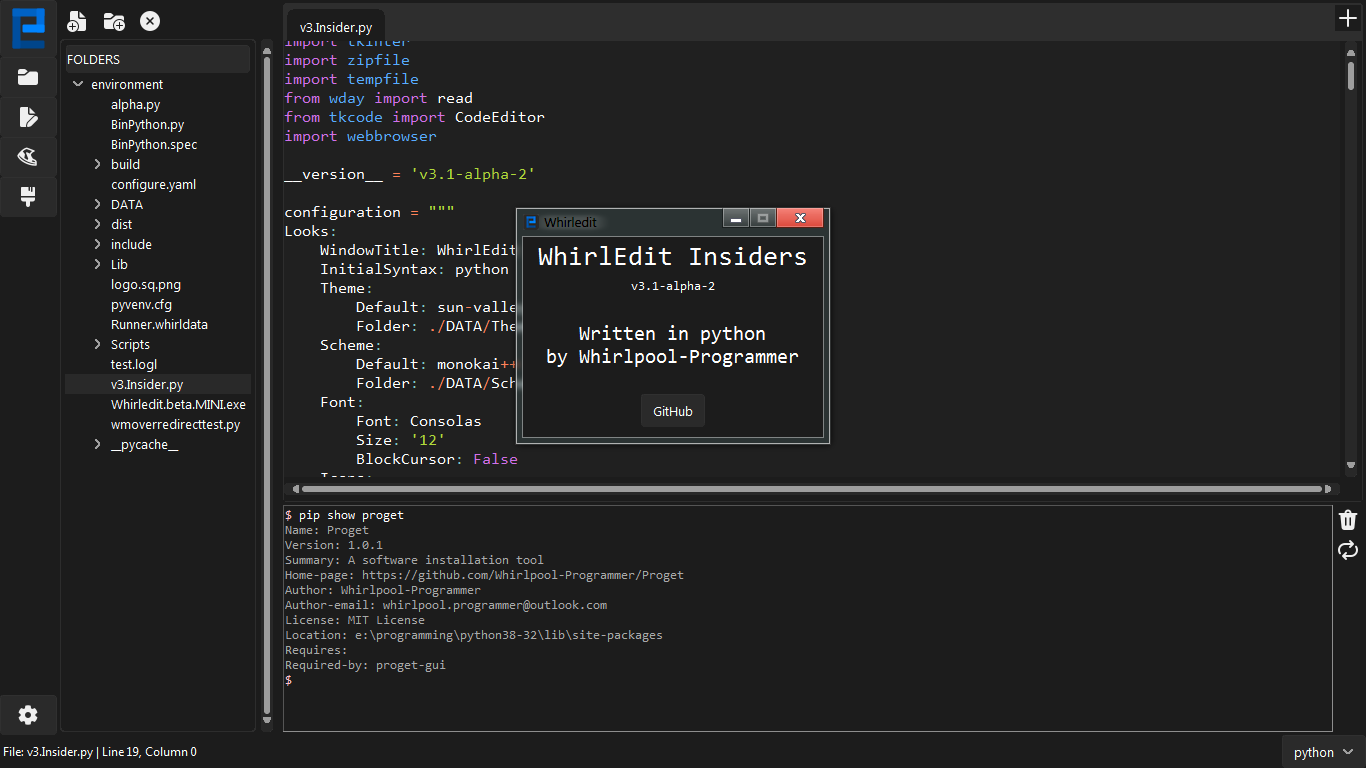 FOLDERS
environment
alpha.py
BinPython.py
BinPython.spec
build
configure.yaml
DATA
dist
include
Lib
logo.sq.png
pyvenv.cfg
Runner.whirldata
Scripts
test.logl
v3.Insider.py
Whirledit.beta.MINI.exe
wmoverredirecttest.py
__pycache__
v3.Insider.py
import tkinter
import zipfile
import tempfile
from wday import read
from tkcode import CodeEditor
import webbrowser
__version__ = 'v3.1-alpha-2'
configuration = """
Looks:
WindowTitle: WhirlEdit
InitialSyntax: python
Theme:
Default: sun-valle
Folder: ./DATA/The
Scheme:
Default: monokai++
Folder: ./DATA/Sch
Font:
Font: Consolas
Size: '12'
BlockCursor: False
Whirledit
WhirlEdit Insiders
v3.1-alpha-2
Written in python
by Whirlpool-Programmer
GitHub
$ pip show proget
Name: Proget
Version: 1.0.1
Summary: A software installation tool
Home-page: https://github.com/Whirlpool-Programmer/Proget
Author: Whirlpool-Programmer
Author-email: whirlpool.programmer@outlook.com
License: MIT License
Location: e:\programming\python38-32\lib\site-packages
Requires:
Required-by: proget-gui
$
File: v3.Insider.py | Line 19, Column 0
python